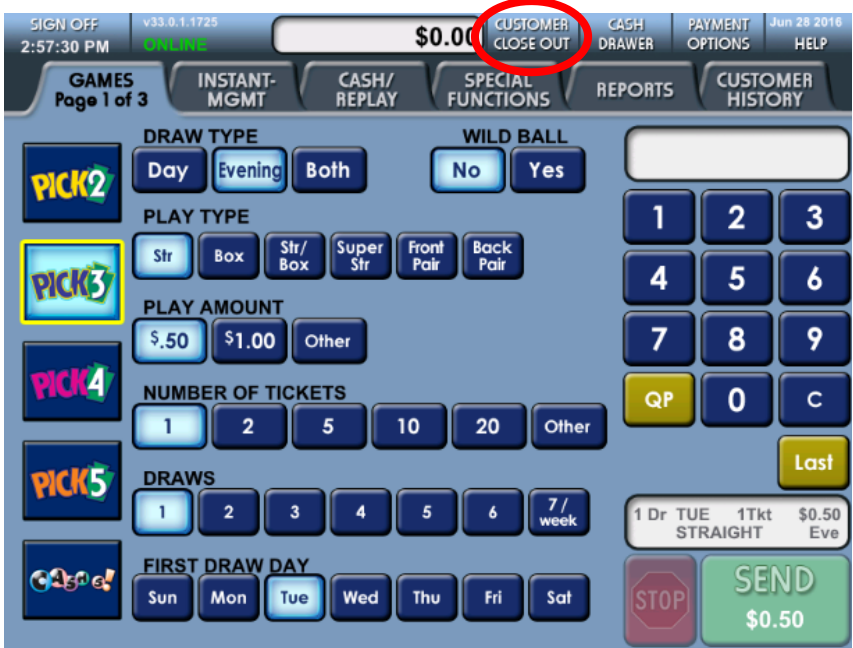 SIGN OFF v33.0.1.1725 $0.00 CUSTOMER CASH PAYMENT Jun 28 2016
2:57:30 PM ONLINE CLOSE OUT DRAWER OPTIONS HELP
GAMES INSTANT- CASH/ SPECIAL REPORTS CUSTOMER
Page 1 of 3 MGMT REPLAY FUNCTIONS HISTORY
DRAW TYPE WILD BALL
PICK2 Day Evening Both No Yes
PLAY TYPE
1 2 3
Str Box Str/ Super Front Back
Box Str Pair Pair
PICK3
4 5 6
PLAY AMOUNT
$.50 $1.00 Other
7 8 9
PICK4
NUMBER OF TICKETS
QP 0 C
1 2 5 10 20 Other
Last
PICK5
DRAWS
1 2 3 4 5 6 7/
week
1 Dr TUE 1Tkt $0.50
STRAIGHT Eve
FIRST DRAW DAY
Cash5!
Sun Mon Tue Wed Thu Fri Sat
STOP
SEND
$0.50